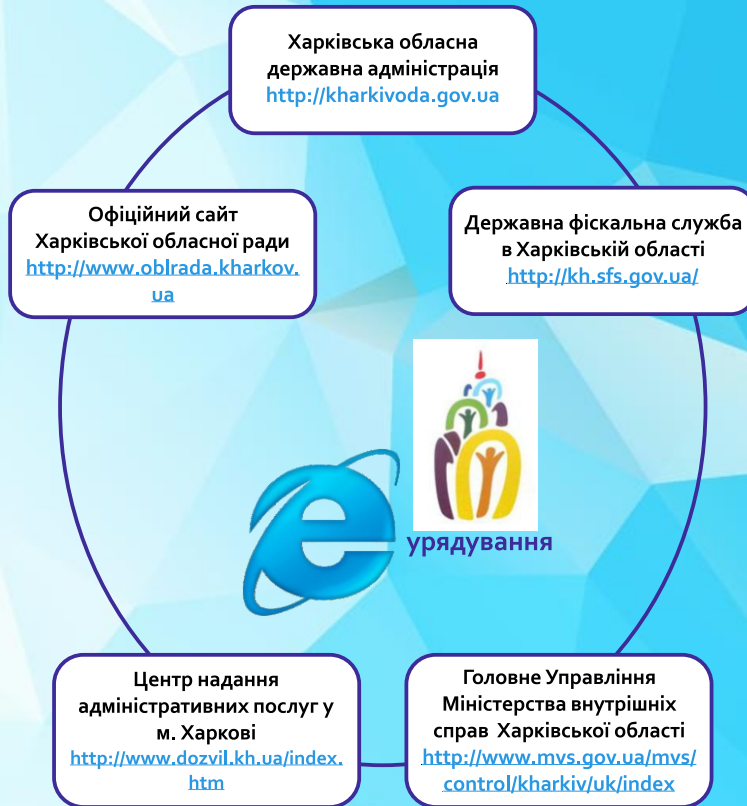 Харківська обласна
державна адміністрація
http://kharkivoda.gov.ua
Офіційний сайт
Харківської обласної ради
http://www.oblrada.kharkov.
ua
Державна фіскальна служба
в Харківській області
http://kh.sfs.gov.ua/
урядування
Центр надання
адміністративних послуг у
м. Харкові
http://www.dozvil.kh.ua/index.
htm
Головне Управління
Міністерства внутрішніх
справ Харківської області
http://www.mvs.gov.ua/mvs/
control/kharkiv/uk/index